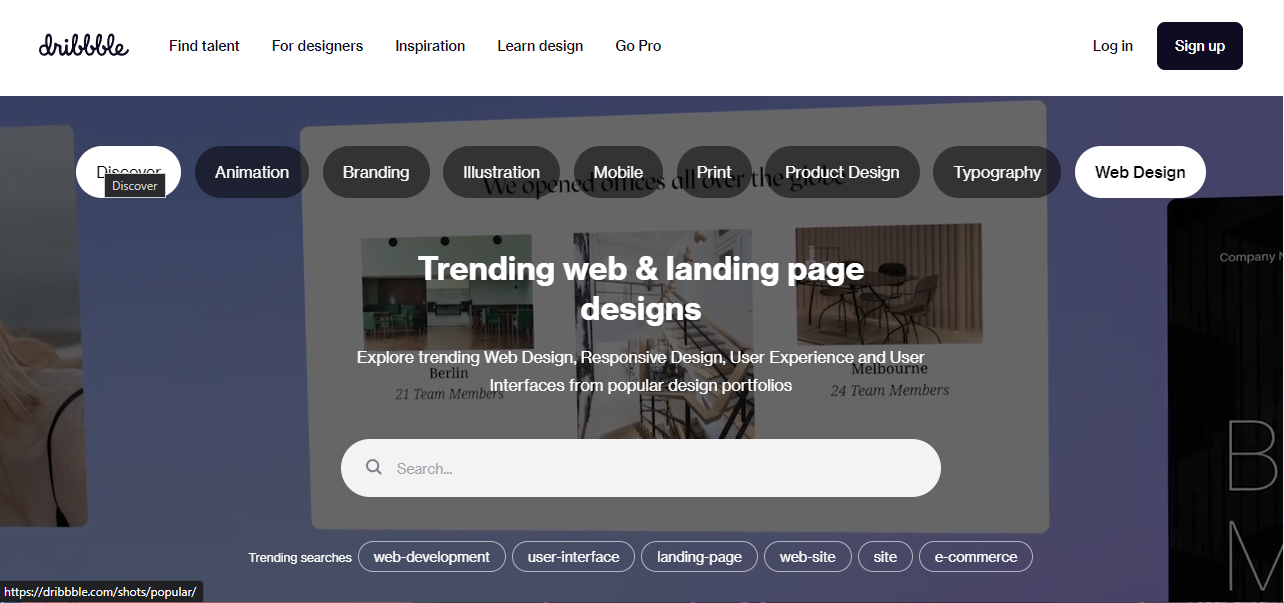 dribbble
Find talent
For designers
Inspiration
Learn design
Go Pro
Log in
Sign up
Discover
Animation
Branding
Illustration
Mobile
Print
Product Design
Typography
Web Design
Discover
We opened offices all over the globe
Company
Trending web & landing page
designs
Explore trending Web Design, Responsive Design, User Experience and User
Interfaces from popular design portfolios
Berlin
21 Team Members
Melbourne
24 Team Members
Search...
B
M
Trending searches
web-development
user-interface
landing-page
web-site
site
e-commerce
https://dribbble.com/shots/popular/